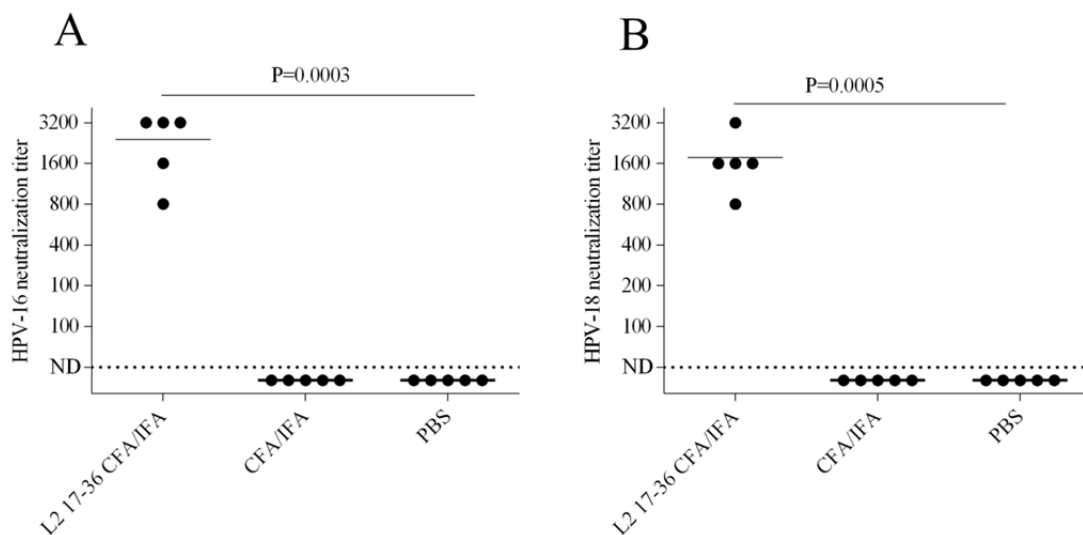 A
P=0.0003
HPV-16 neutralization titer
3200
1600
800
400
100
100
ND
L2 17-36 CFA/IFA
CFA/IFA
PBS
B
P=0.0005
HPV-18 neutralization titer
3200
1600
800
400
200
100
ND
L2 17-36 CFA/IFA
CFA/IFA
PBS